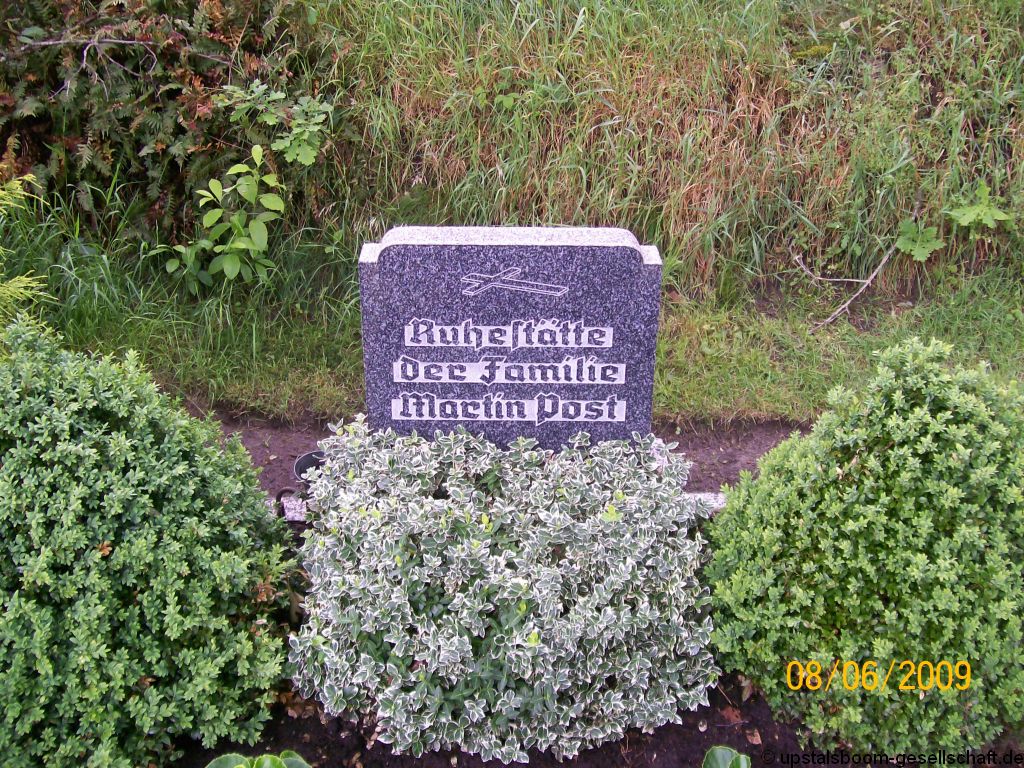 Ruhestätte
der Familie
Martin Post
08/06/2009
© upstalsboom-gesellschaft.de